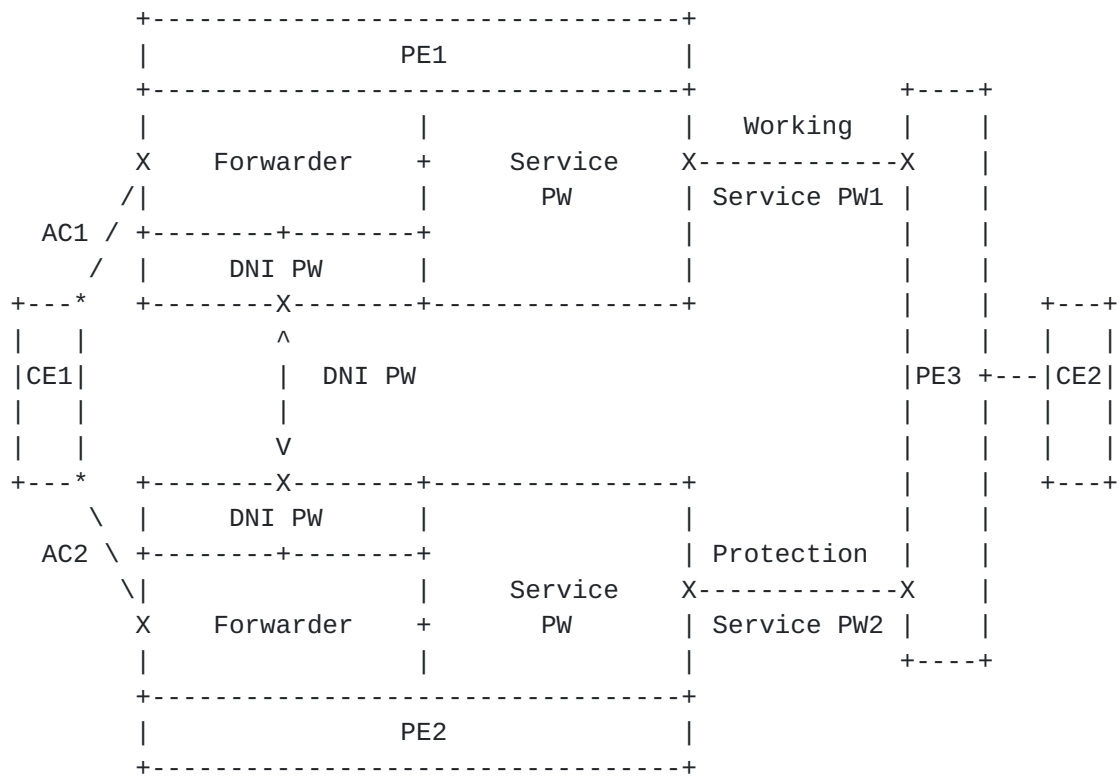 PE1
Working
Forwarder Service
PW Service PW1
AC1
DNI PW
CE1 DNI PW PE3 CE2
DNI PW
AC2 Protection
Service
Forwarder PW Service PW2
PE2